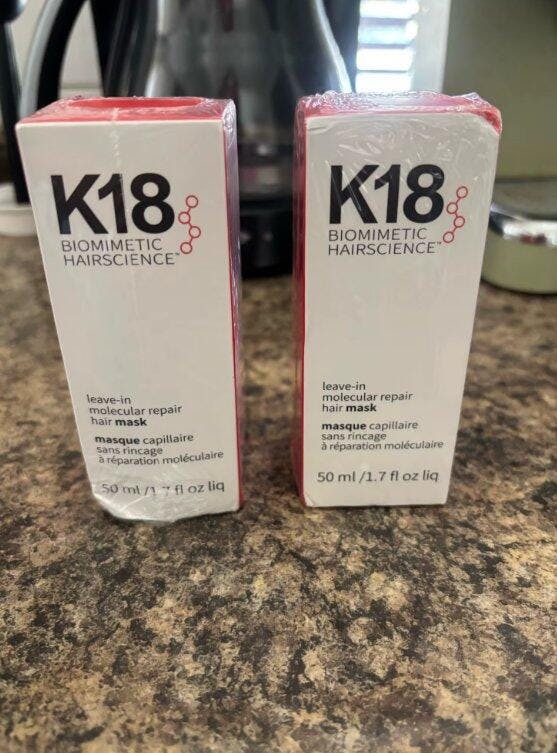 K18
BIOMIMETIC
HAIRSCIENCE™
leave-in
molecular repair
hair mask
masque capillaire
sans rincage
à réparation moléculaire
50 ml /1.7 fl oz liq
K18
BIOMIMETIC
HAIRSCIENCE™
leave-in
molecular repair
hair mask
masque capillaire
sans rincage
à réparation moléculaire
50 ml /1.7 fl oz liq